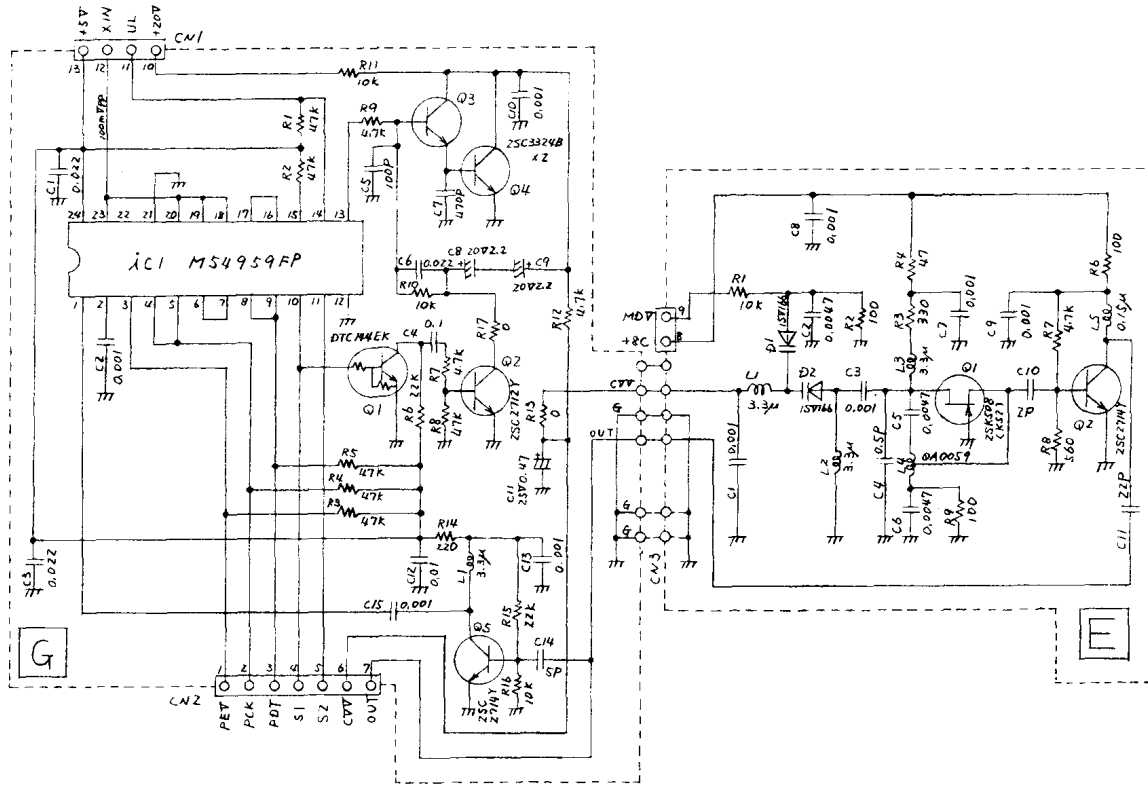 +5V XIN UL +20V
CN1
13 12 11 10
100mVPP
R11
10K
R1
47K
R2
47K
R9
4.7K
Q3
C10
0.001
2SC3324B
X2
Q4
C5
100P
C7
470P
C1
0.022
24 23 22 21 20 19 18 17 16 15 14 13
iC1 M54959FP
1 2 3 4 5 6 7 8 9 10 11 12
C2
0.001
C6
0.022
C8
20V2.2
C9
20V2.2
R10
10K
R17
0
R12
4.7K
DTC144EK
Q1
C4
0.1
R7
4.7K
R6
22K
R8
47K
Q2
2SC2712Y
R13
0
C11
25V0.47
R5
47K
R4
47K
R3
47K
R14
220
C3
0.022
C12
0.01
L1
3.3μ
C13
0.001
R15
22K
C15
0.001
Q5
2SC
2714Y
C14
5P
R16
10K
G
1 2 3 4 5 6 7
CN2
PEV PCK PDT S1 S2 CVV OUT
MDV
9
+8C
8
CVV
G
OUT
G
G
CN3
R1
10K
D1
1SV166
C2
0.0047
R2
100
C8
0.001
R4
47
R3
330
L3
3.3μ
C7
0.001
C9
0.001
R6
100
R7
4.7K
L5
0.15μ
L1
3.3μ
D2
1SV166
C3
0.001
L2
3.3μ
C1
0.001
C4
0.5P
C5
0.0047
L4
QA0059
C6
0.0047
R9
100
Q1
2SK508
(K52)
C10
2P
R8
560
Q2
2SC2714Y
22P
C11
E